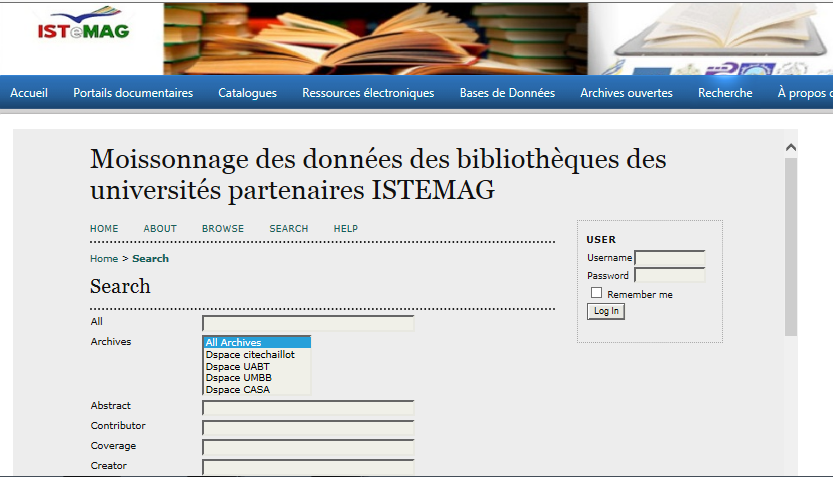 ISTeMAG
Accueil Portails documentaires Catalogues Ressources électroniques Bases de Données Archives ouvertes Recherche À propos
Moissonnage des données des bibliothèques des
universités partenaires ISTEMAG
HOME ABOUT BROWSE SEARCH HELP
Home > Search
Search
All
Archives
All Archives
Dspace citechaillot
Dspace UABT
Dspace UMBB
Dspace CASA
Abstract
Contributor
Coverage
Creator
USER
Username
Password
Remember me
Log In